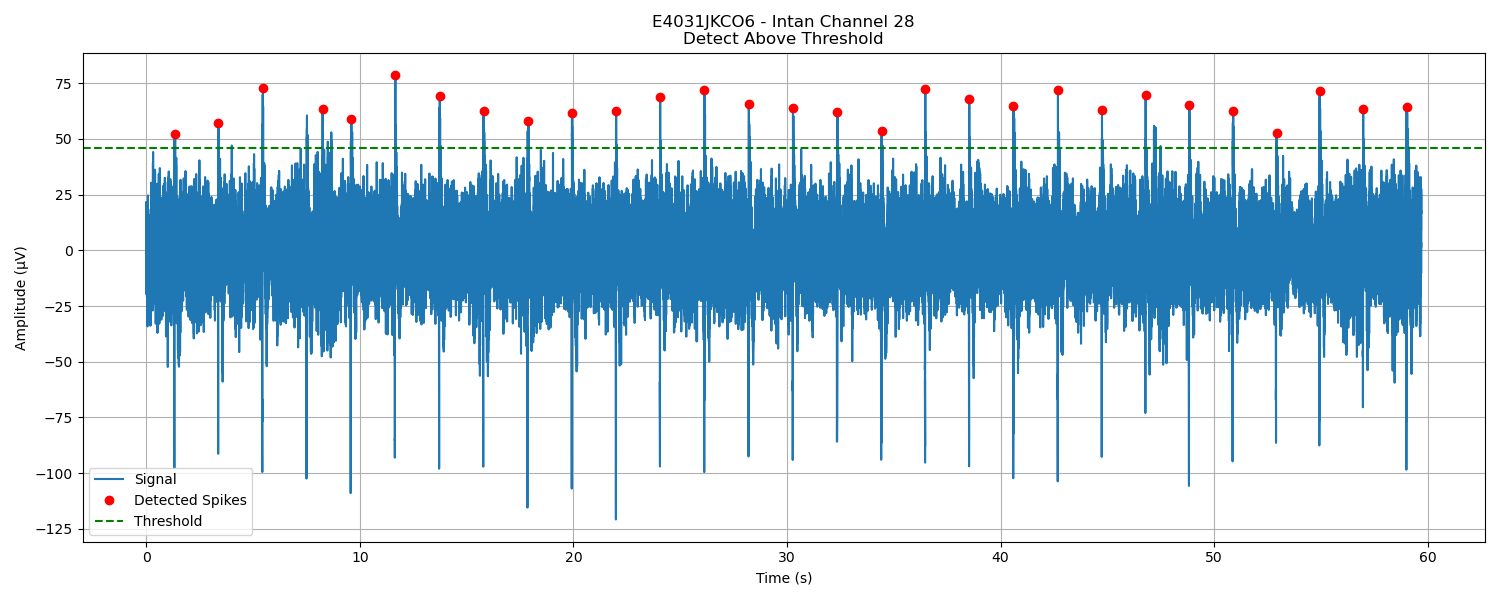 E4031JKCO6 - Intan Channel 28
Detect Above Threshold
Amplitude (µV)
75
50
25
0
−25
−50
−75
−100
−125
Signal
Detected Spikes
Threshold
0
10
20
30
40
50
60
Time (s)